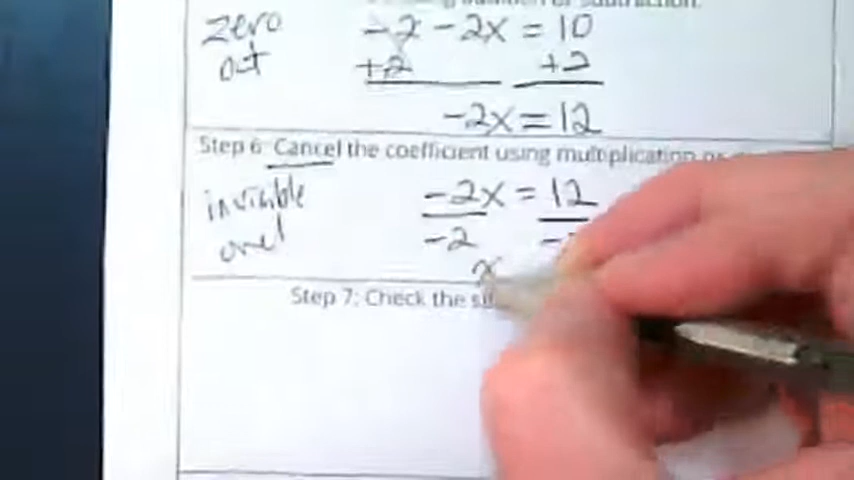 zero -2 -2x = 10
out +2 +2
-2x = 12
Step 6: Cancel the coefficient using multiplication or
invisible -2x = 12
one! -2 -
x
Step 7: Check the